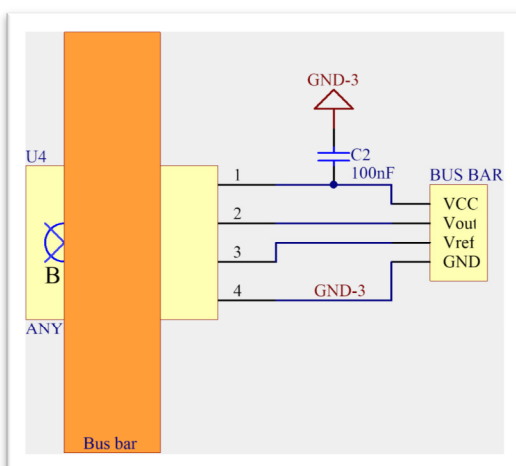 GND-3
U4
C2
100nF
BUS BAR
1
VCC
2
Vout
3
Vref
4
GND
GND-3
B
ANY
Bus bar